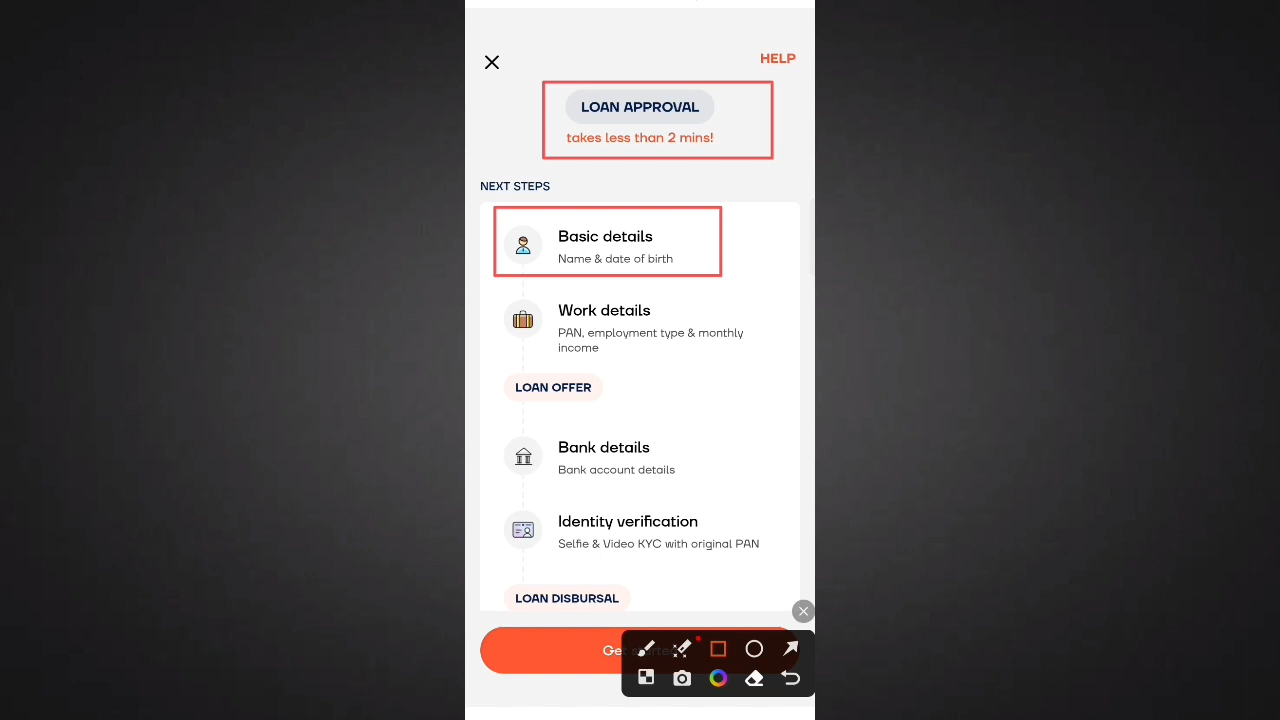 HELP
LOAN APPROVAL
takes less than 2 mins!
NEXT STEPS
Basic details
Name & date of birth
Work details
PAN, employment type & monthly
income
LOAN OFFER
Bank details
Bank account details
Identity verification
Selfie & Video KYC with original PAN
LOAN DISBURSAL